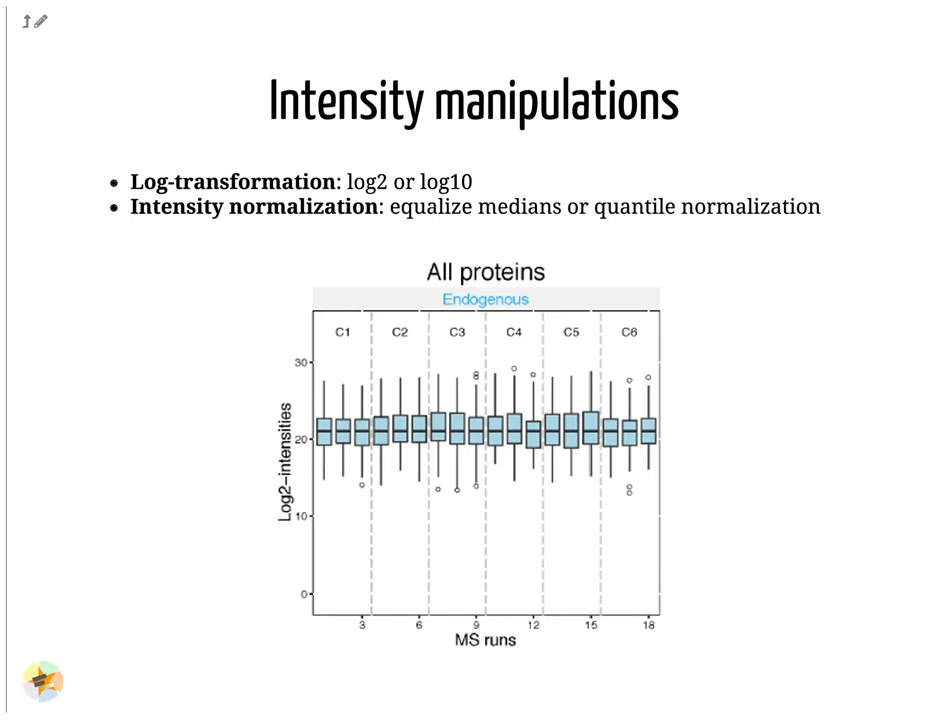 Intensity manipulations
Log-transformation: log2 or log10
Intensity normalization: equalize medians or quantile normalization
All proteins
Endogenous
C1 C2 C3 C4 C5 C6
30
20
10
0
Log2-intensities
3 6 9 12 15 18
MS runs